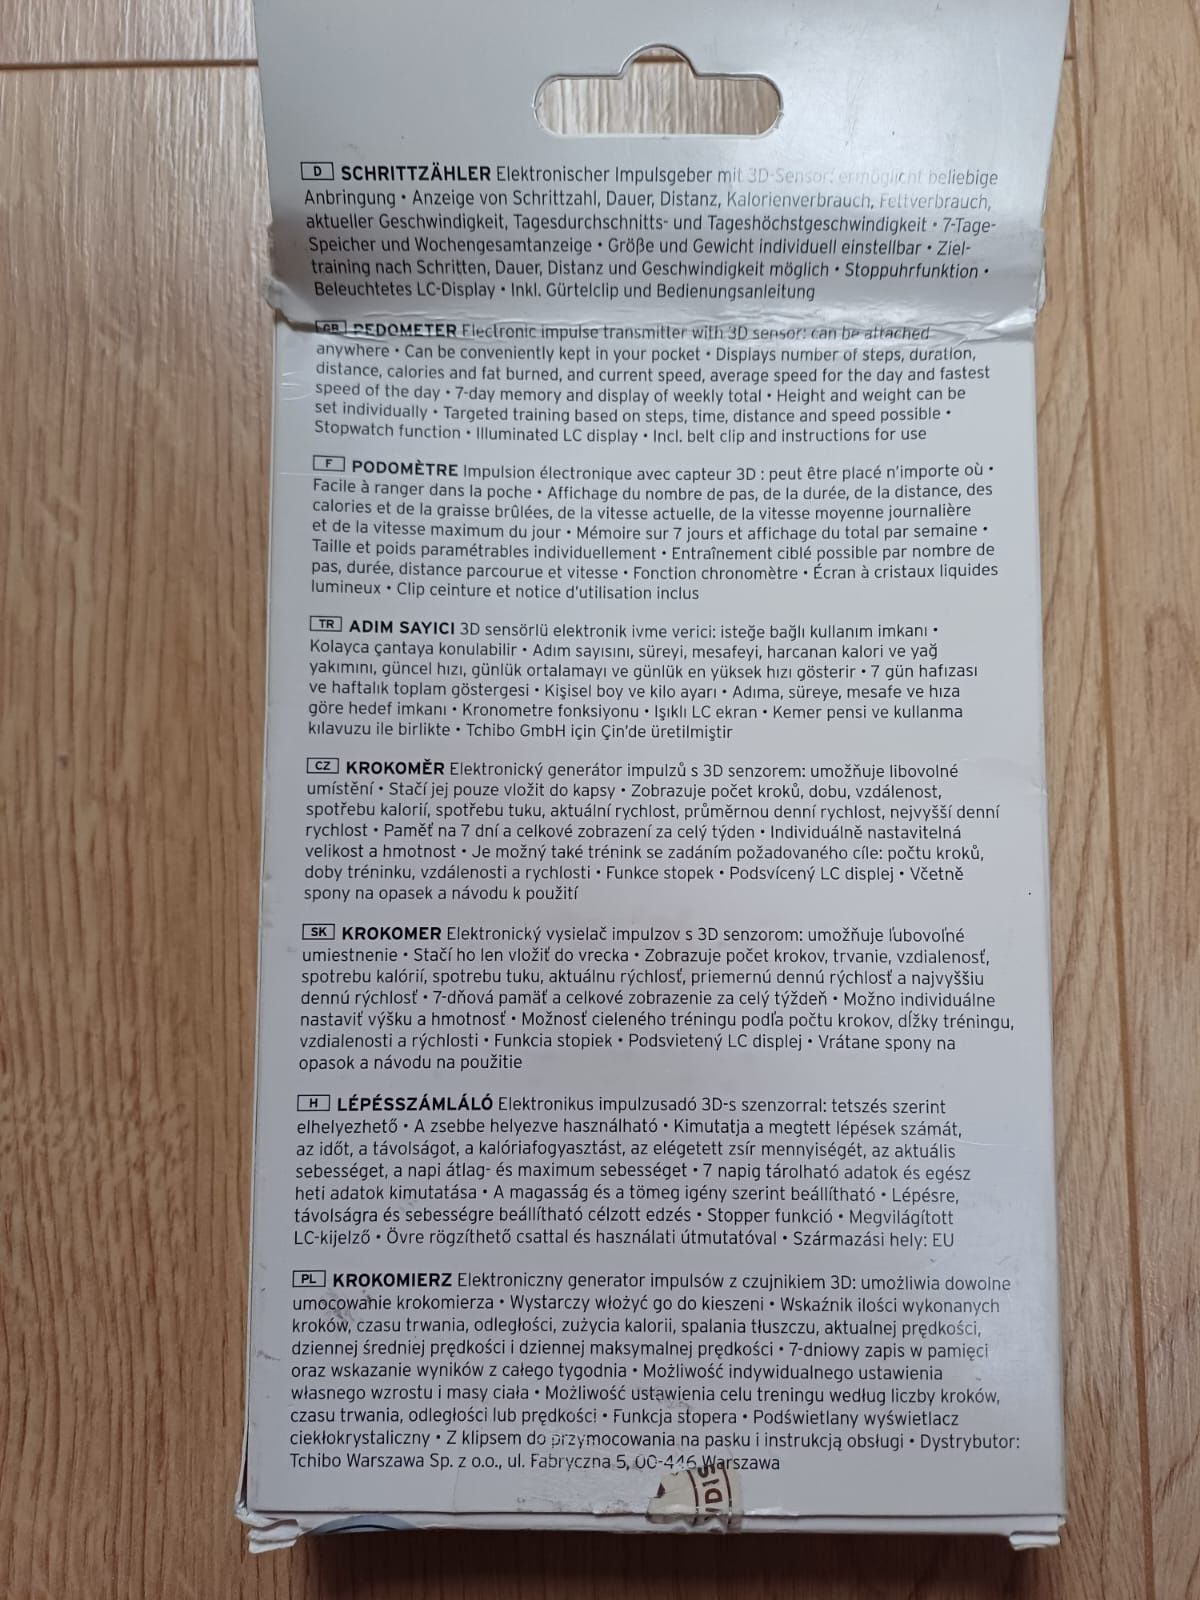 D SCHRITTZÄHLER Elektronischer Impulsgeber mit 3D-Sensor: ermöglicht beliebige
Anbringung • Anzeige von Schrittzahl, Dauer, Distanz, Kalorienverbrauch, Fettverbrauch,
aktueller Geschwindigkeit, Tagesdurchschnitts- und Tageshöchstgeschwindigkeit • 7-Tage-
Speicher und Wochengesamtanzeige • Größe und Gewicht individuell einstellbar • Ziel-
training nach Schritten, Dauer, Distanz und Geschwindigkeit möglich • Stoppuhrfunktion •
Beleuchtetes LC-Display • Inkl. Gürtelclip und Bedienungsanleitung
GB PEDOMETER Electronic impulse transmitter with 3D sensor: can be attached
anywhere • Can be conveniently kept in your pocket • Displays number of steps, duration,
distance, calories and fat burned, and current speed, average speed for the day and fastest
speed of the day • 7-day memory and display of weekly total • Height and weight can be
set individually • Targeted training based on steps, time, distance and speed possible •
Stopwatch function • Illuminated LC display • Incl. belt clip and instructions for use
F PODOMÈTRE Impulsion électronique avec capteur 3D : peut être placé n'importe où •
Facile à ranger dans la poche • Affichage du nombre de pas, de la durée, de la distance, des
calories et de la graisse brûlées, de la vitesse actuelle, de la vitesse moyenne journalière
et de la vitesse maximum du jour • Mémoire sur 7 jours et affichage du total par semaine •
Taille et poids paramétrables individuellement • Entraînement ciblé possible par nombre de
pas, durée, distance parcourue et vitesse • Fonction chronomètre • Écran à cristaux liquides
lumineux • Clip ceinture et notice d'utilisation inclus
TR ADIM SAYICI 3D sensörlü elektronik ivme verici: isteğe bağlı kullanım imkanı •
Kolayca çantaya konulabilir • Adım sayısını, süreyi, mesafeyi, harcanan kalori ve yağ
yakımını, güncel hızı, günlük ortalamayı ve günlük en yüksek hızı gösterir • 7 gün hafızası
ve haftalık toplam göstergesi • Kişisel boy ve kilo ayarı • Adıma, süreye, mesafe ve hıza
göre hedef imkanı • Kronometre fonksiyonu • Işıklı LC ekran • Kemer pensi ve kullanma
kılavuzu ile birlikte • Tchibo GmbH için Çin'de üretilmiştir
CZ KROKOMĚR Elektronický generátor impulzů s 3D senzorem: umožňuje libovolné
umístění • Stačí jej pouze vložit do kapsy • Zobrazuje počet kroků, dobu, vzdálenost,
spotřebu kalorií, spotřebu tuku, aktuální rychlost, průměrnou denní rychlost, nejvyšší denní
rychlost • Paměť na 7 dní a celkové zobrazení za celý týden • Individuálně nastavitelná
velikost a hmotnost • Je možný také trénink se zadáním požadovaného cíle: počtu kroků,
doby tréninku, vzdálenosti a rychlosti • Funkce stopek • Podsvícený LC displej • Včetně
spony na opasek a návodu k použití
SK KROKOMER Elektronický vysielač impulzov s 3D senzorom: umožňuje ľubovoľné
umiestnenie • Stačí ho len vložiť do vrecka • Zobrazuje počet krokov, trvanie, vzdialenosť,
spotrebu kalórií, spotrebu tuku, aktuálnu rýchlosť, priemernú dennú rýchlosť a najvyššiu
dennú rýchlosť • 7-dňová pamäť a celkové zobrazenie za celý týždeň • Možno individuálne
nastaviť výšku a hmotnosť • Možnosť cieleného tréningu podľa počtu krokov, dĺžky tréningu,
vzdialenosti a rýchlosti • Funkcia stopiek • Podsvietený LC displej • Vrátane spony na
opasok a návodu na použitie
H LÉPÉSSZÁMLÁLÓ Elektronikus impulzusadó 3D-s szenzorral: tetszés szerint
elhelyezhető • A zsebbe helyezve használható • Kimutatja a megtett lépések számát,
az időt, a távolságot, a kalóriafogyasztást, az elégetett zsír mennyiségét, az aktuális
sebességet, a napi átlag- és maximum sebességet • 7 napig tárolható adatok és egész
heti adatok kimutatása • A magasság és a tömeg igény szerint beállítható • Lépésre,
távolságra és sebességre beállítható célzott edzés • Stopper funkció • Megvilágított
LC-kijelző • Övre rögzíthető csattal és használati útmutatóval • Származási hely: EU
PL KROKOMIERZ Elektroniczny generator impulsów z czujnikiem 3D: umożliwia dowolne
umocowanie krokomierza • Wystarczy włożyć go do kieszeni • Wskaźnik ilości wykonanych
kroków, czasu trwania, odległości, zużycia kalorii, spalania tłuszczu, aktualnej prędkości,
dziennej średniej prędkości i dziennej maksymalnej prędkości • 7-dniowy zapis w pamięci
oraz wskazanie wyników z całego tygodnia • Możliwość indywidualnego ustawienia
własnego wzrostu i masy ciała • Możliwość ustawienia celu treningu według liczby kroków,
czasu trwania, odległości lub prędkości • Funkcja stopera • Podświetlany wyświetlacz
ciekłokrystaliczny • Z klipsem do przymocowania na pasku i instrukcją obsługi • Dystrybutor:
Tchibo Warszawa Sp. z o.o., ul. Fabryczna 5, 00-446 Warszawa